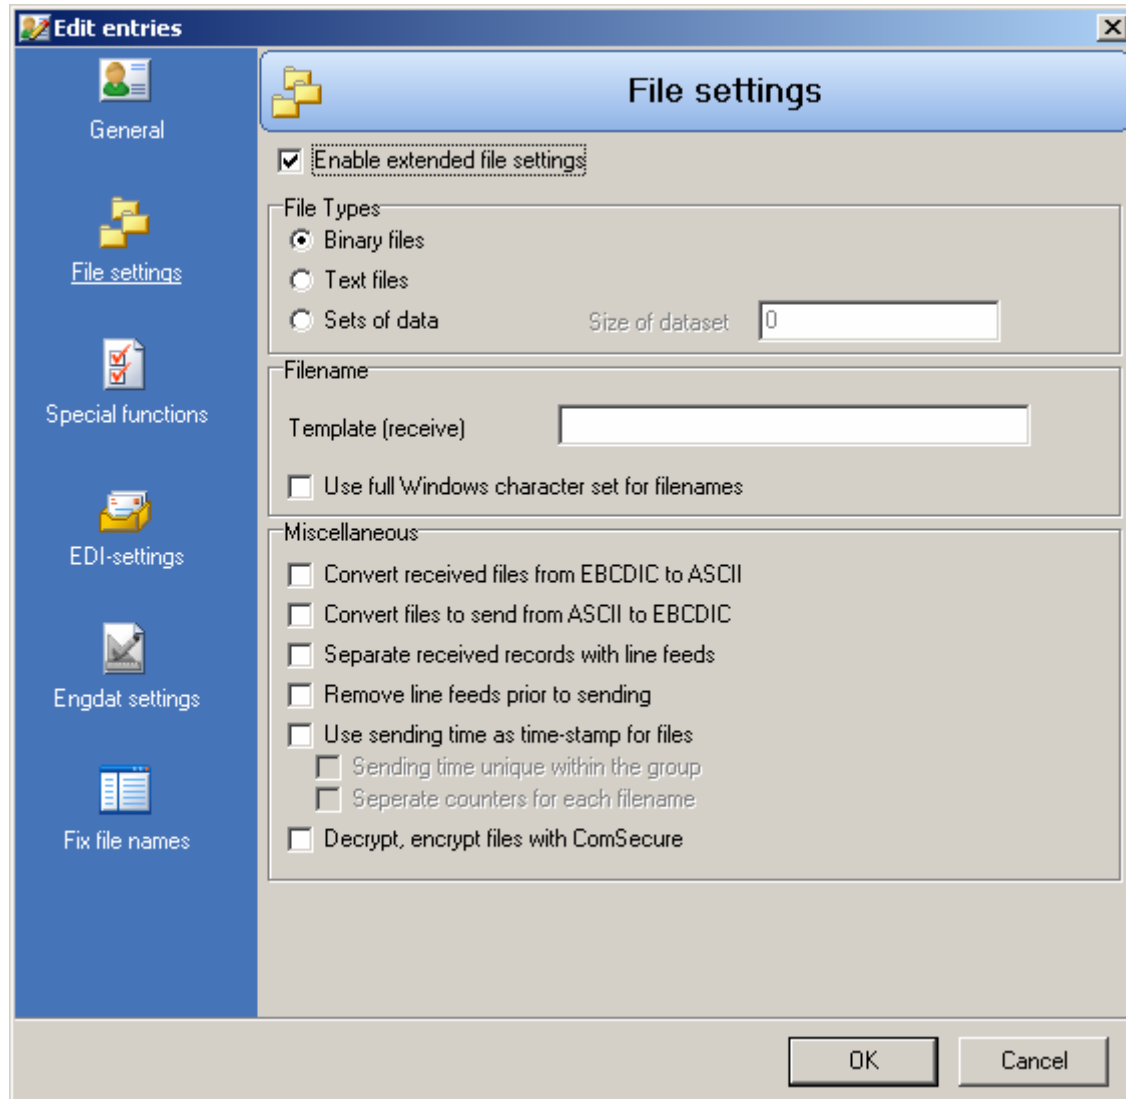 Edit entries
General
File settings
Special functions
EDI-settings
Engdat settings
Fix file names
File settings
Enable extended file settings
File Types
Binary files
Text files
Sets of data Size of dataset 0
Filename
Template (receive)
Use full Windows character set for filenames
Miscellaneous
Convert received files from EBCDIC to ASCII
Convert files to send from ASCII to EBCDIC
Separate received records with line feeds
Remove line feeds prior to sending
Use sending time as time-stamp for files
Sending time unique within the group
Seperate counters for each filename
Decrypt, encrypt files with ComSecure
OK Cancel